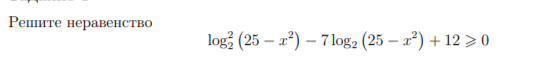 Решите неравенство
log₂² (25 − x²) − 7 log₂ (25 − x²) + 12 ⩾ 0